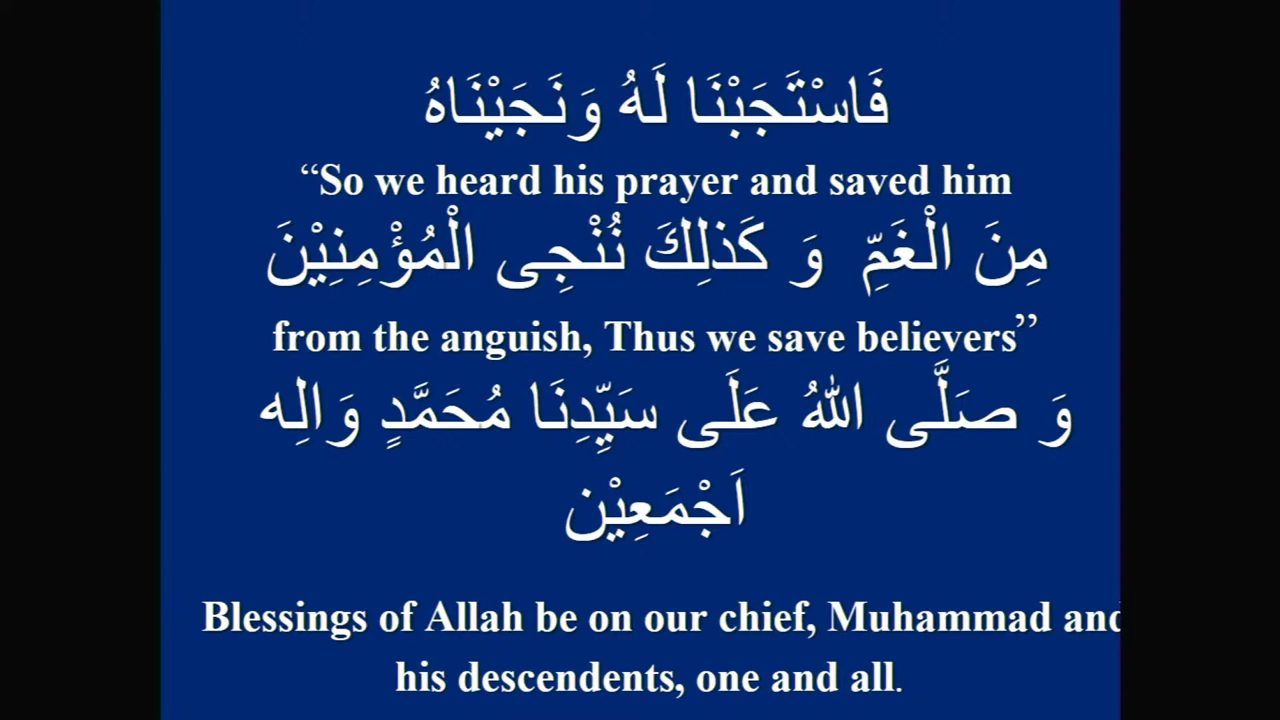 فَاسْتَجَبْنَا لَهُ وَنَجَيْنَاهُ
“So we heard his prayer and saved him
مِنَ الْغَمِّ وَ كَذلِكَ نُنْجِى الْمُؤْمِنِيْنَ
from the anguish, Thus we save believers”
وَ صَلَّى اللهُ عَلَى سَيِّدِنَا مُحَمَّدٍ وَالِه
اَجْمَعِيْن
Blessings of Allah be on our chief, Muhammad and
his descendents, one and all.